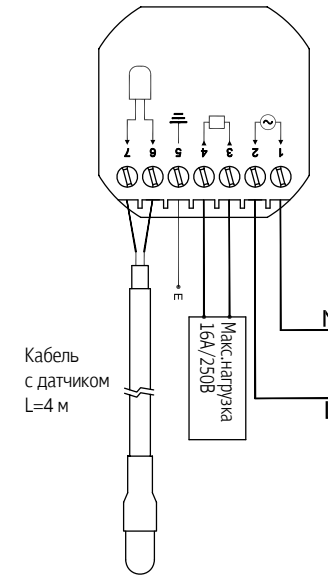 7 6 5 4 3 2 1
E
N
Макс.нагрузка
16А/250В
Кабель
с датчиком
L=4 м